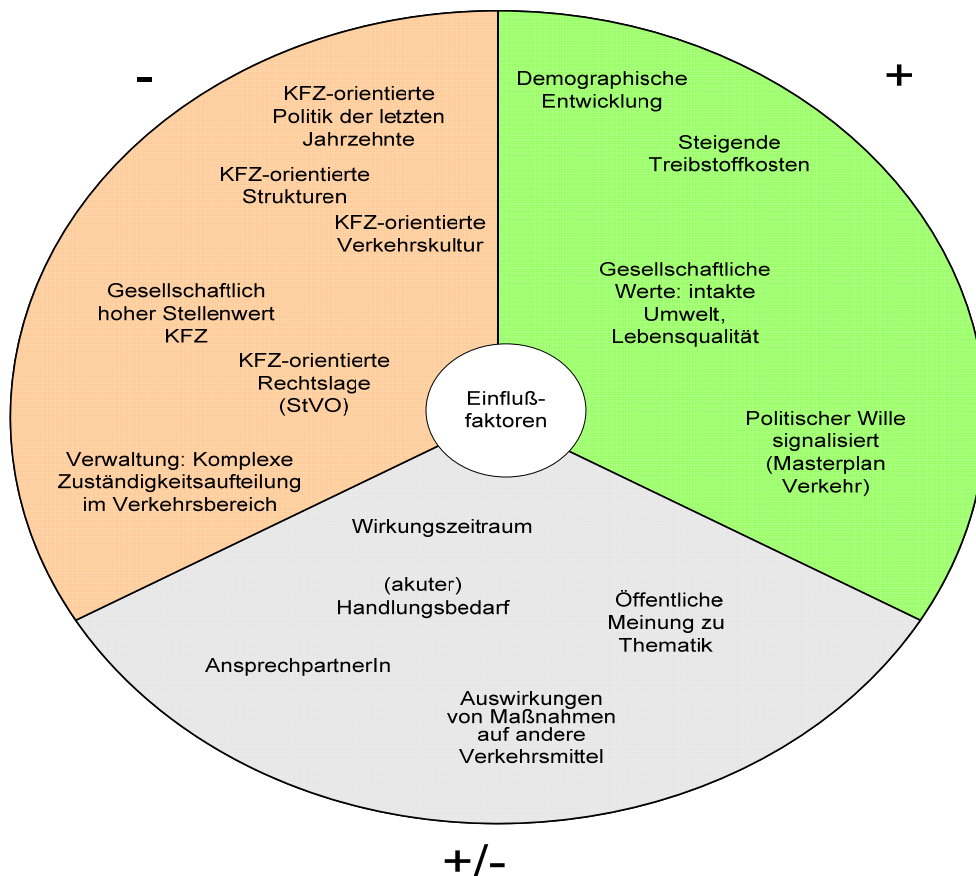 -
KFZ-orientierte
Politik der letzten
Jahrzehnte
KFZ-orientierte
Strukturen
KFZ-orientierte
Verkehrskultur
Gesellschaftlich
hoher Stellenwert
KFZ
KFZ-orientierte
Rechtslage
(StVO)
Verwaltung: Komplexe
Zuständigkeitsaufteilung
im Verkehrsbereich
+
Demographische
Entwicklung
Steigende
Treibstoffkosten
Gesellschaftliche
Werte: intakte
Umwelt,
Lebensqualität
Politischer Wille
signalisiert
(Masterplan
Verkehr)
Einfluß-
faktoren
Wirkungszeitraum
(akuter)
Handlungsbedarf
Öffentliche
Meinung zu
Thematik
AnsprechpartnerIn
Auswirkungen
von Maßnahmen
auf andere
Verkehrsmittel
+/-